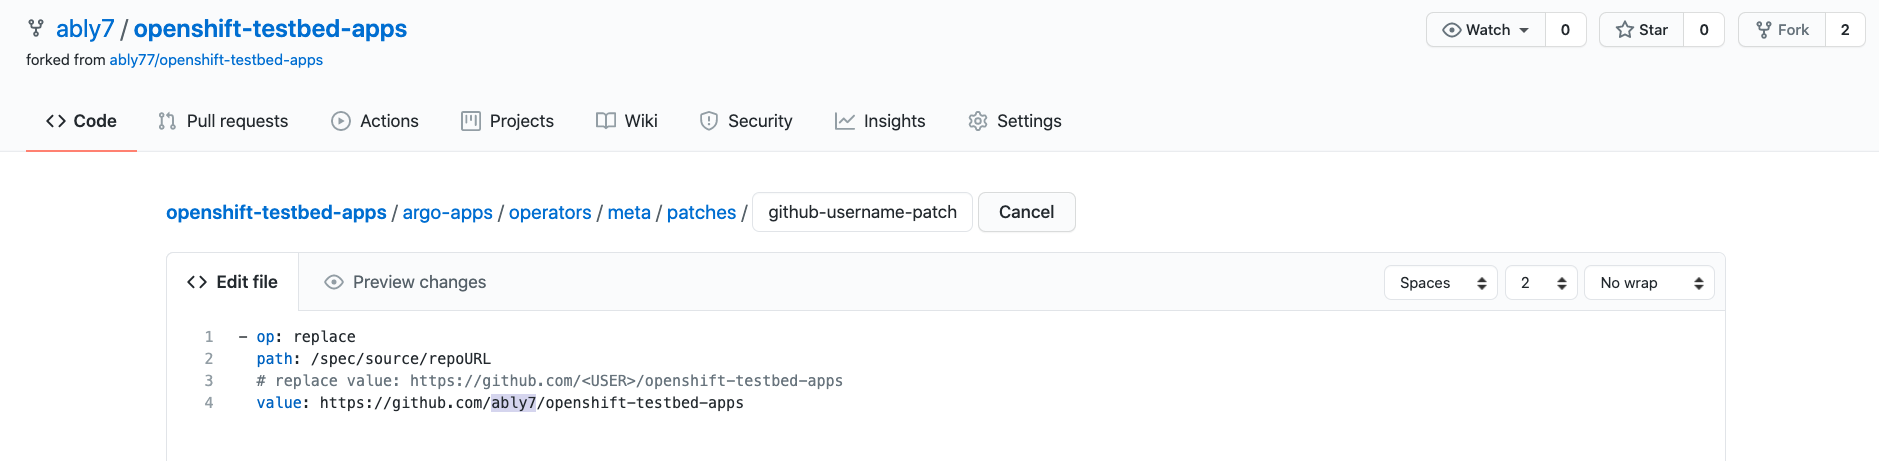 ably7 / openshift-testbed-apps
Watch 0 Star 0 Fork 2
forked from ably77/openshift-testbed-apps
<> Code Pull requests Actions Projects Wiki Security Insights Settings
openshift-testbed-apps / argo-apps / operators / meta / patches / github-username-patch Cancel
<> Edit file Preview changes Spaces 2 No wrap
1 - op: replace
2 path: /spec/source/repoURL
3 # replace value: https://github.com/<USER>/openshift-testbed-apps
4 value: https://github.com/ably7/openshift-testbed-apps